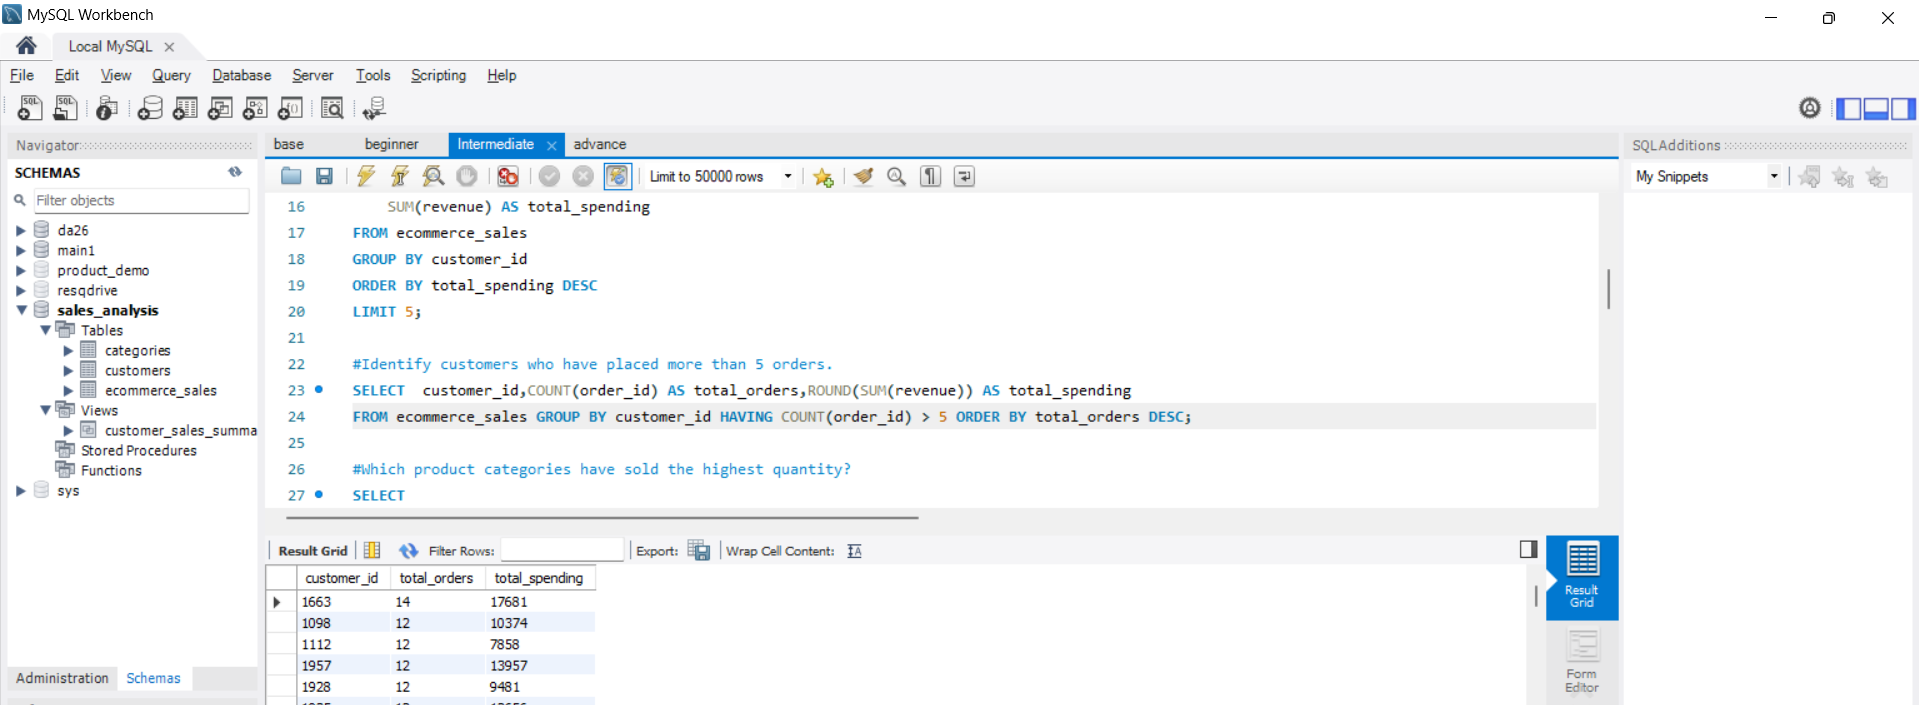 MySQL Workbench
Local MySQL
File Edit View Query Database Server Tools Scripting Help
Navigator
SCHEMAS
Filter objects
da26
main1
product_demo
resqdrive
sales_analysis
Tables
categories
customers
ecommerce_sales
Views
customer_sales_summa
Stored Procedures
Functions
sys
Administration Schemas
base beginner Intermediate advance
Limit to 50000 rows
16 SUM(revenue) AS total_spending
17 FROM ecommerce_sales
18 GROUP BY customer_id
19 ORDER BY total_spending DESC
20 LIMIT 5;
21
22 #Identify customers who have placed more than 5 orders.
23 SELECT  customer_id,COUNT(order_id) AS total_orders,ROUND(SUM(revenue)) AS total_spending
24 FROM ecommerce_sales GROUP BY customer_id HAVING COUNT(order_id) > 5 ORDER BY total_orders DESC;
25
26 #Which product categories have sold the highest quantity?
27 SELECT
Result Grid Filter Rows: Export: Wrap Cell Content:
customer_id total_orders total_spending
1663 14 17681
1098 12 10374
1112 12 7858
1957 12 13957
1928 12 9481
Result
Grid
Form
Editor
SQLAdditions
My Snippets